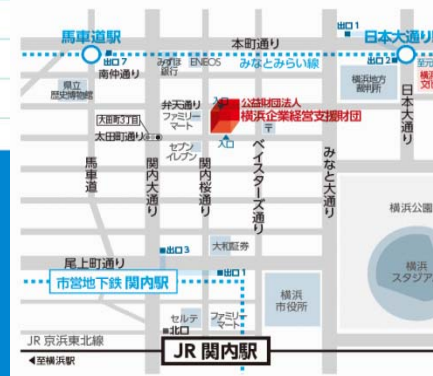 出口1
馬車道駅
本町通り
日本大通り
出口7
出口2
みずほ
銀行
ENEOS
みなとみらい線
南仲通り
県立
歴史博物館
横浜地方
裁判所
日本大通り
弁天通り
入口
公益財団法人
横浜企業経営支援財団
ファミリー
マート
大田町3丁目
太田町通り
〒
入口
セブン
イレブン
馬車道
関内大通り
関内桜通り
ベイスターズ通り
みなと大通り
横浜公園
出口3
大和証券
尾上町通り
横浜
スタジア
市営地下鉄 関内駅
出口1
横浜
市役所
セルテ
ファミリー
マート
北口
JR 京浜東北線
JR 関内駅
◀至横浜駅